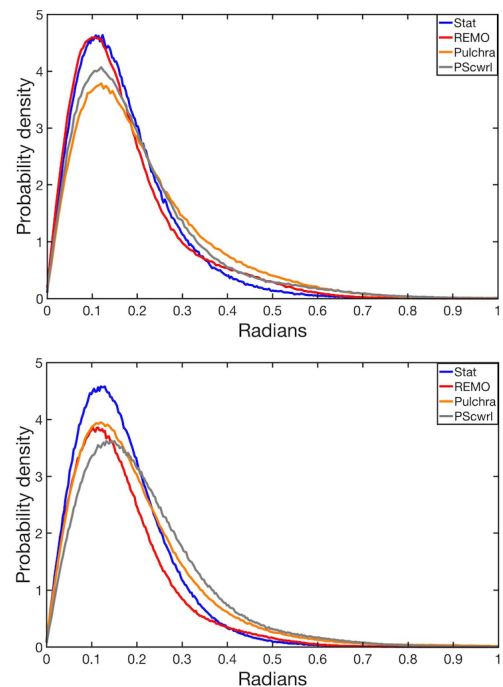 5
4
3
2
1
0
Probability density
Stat
REMO
Pulchra
PScwrl
0 0.1 0.2 0.3 0.4 0.5 0.6 0.7 0.8 0.9 1
Radians
5
4
3
2
1
0
Probability density
Stat
REMO
Pulchra
PScwrl
0 0.1 0.2 0.3 0.4 0.5 0.6 0.7 0.8 0.9 1
Radians